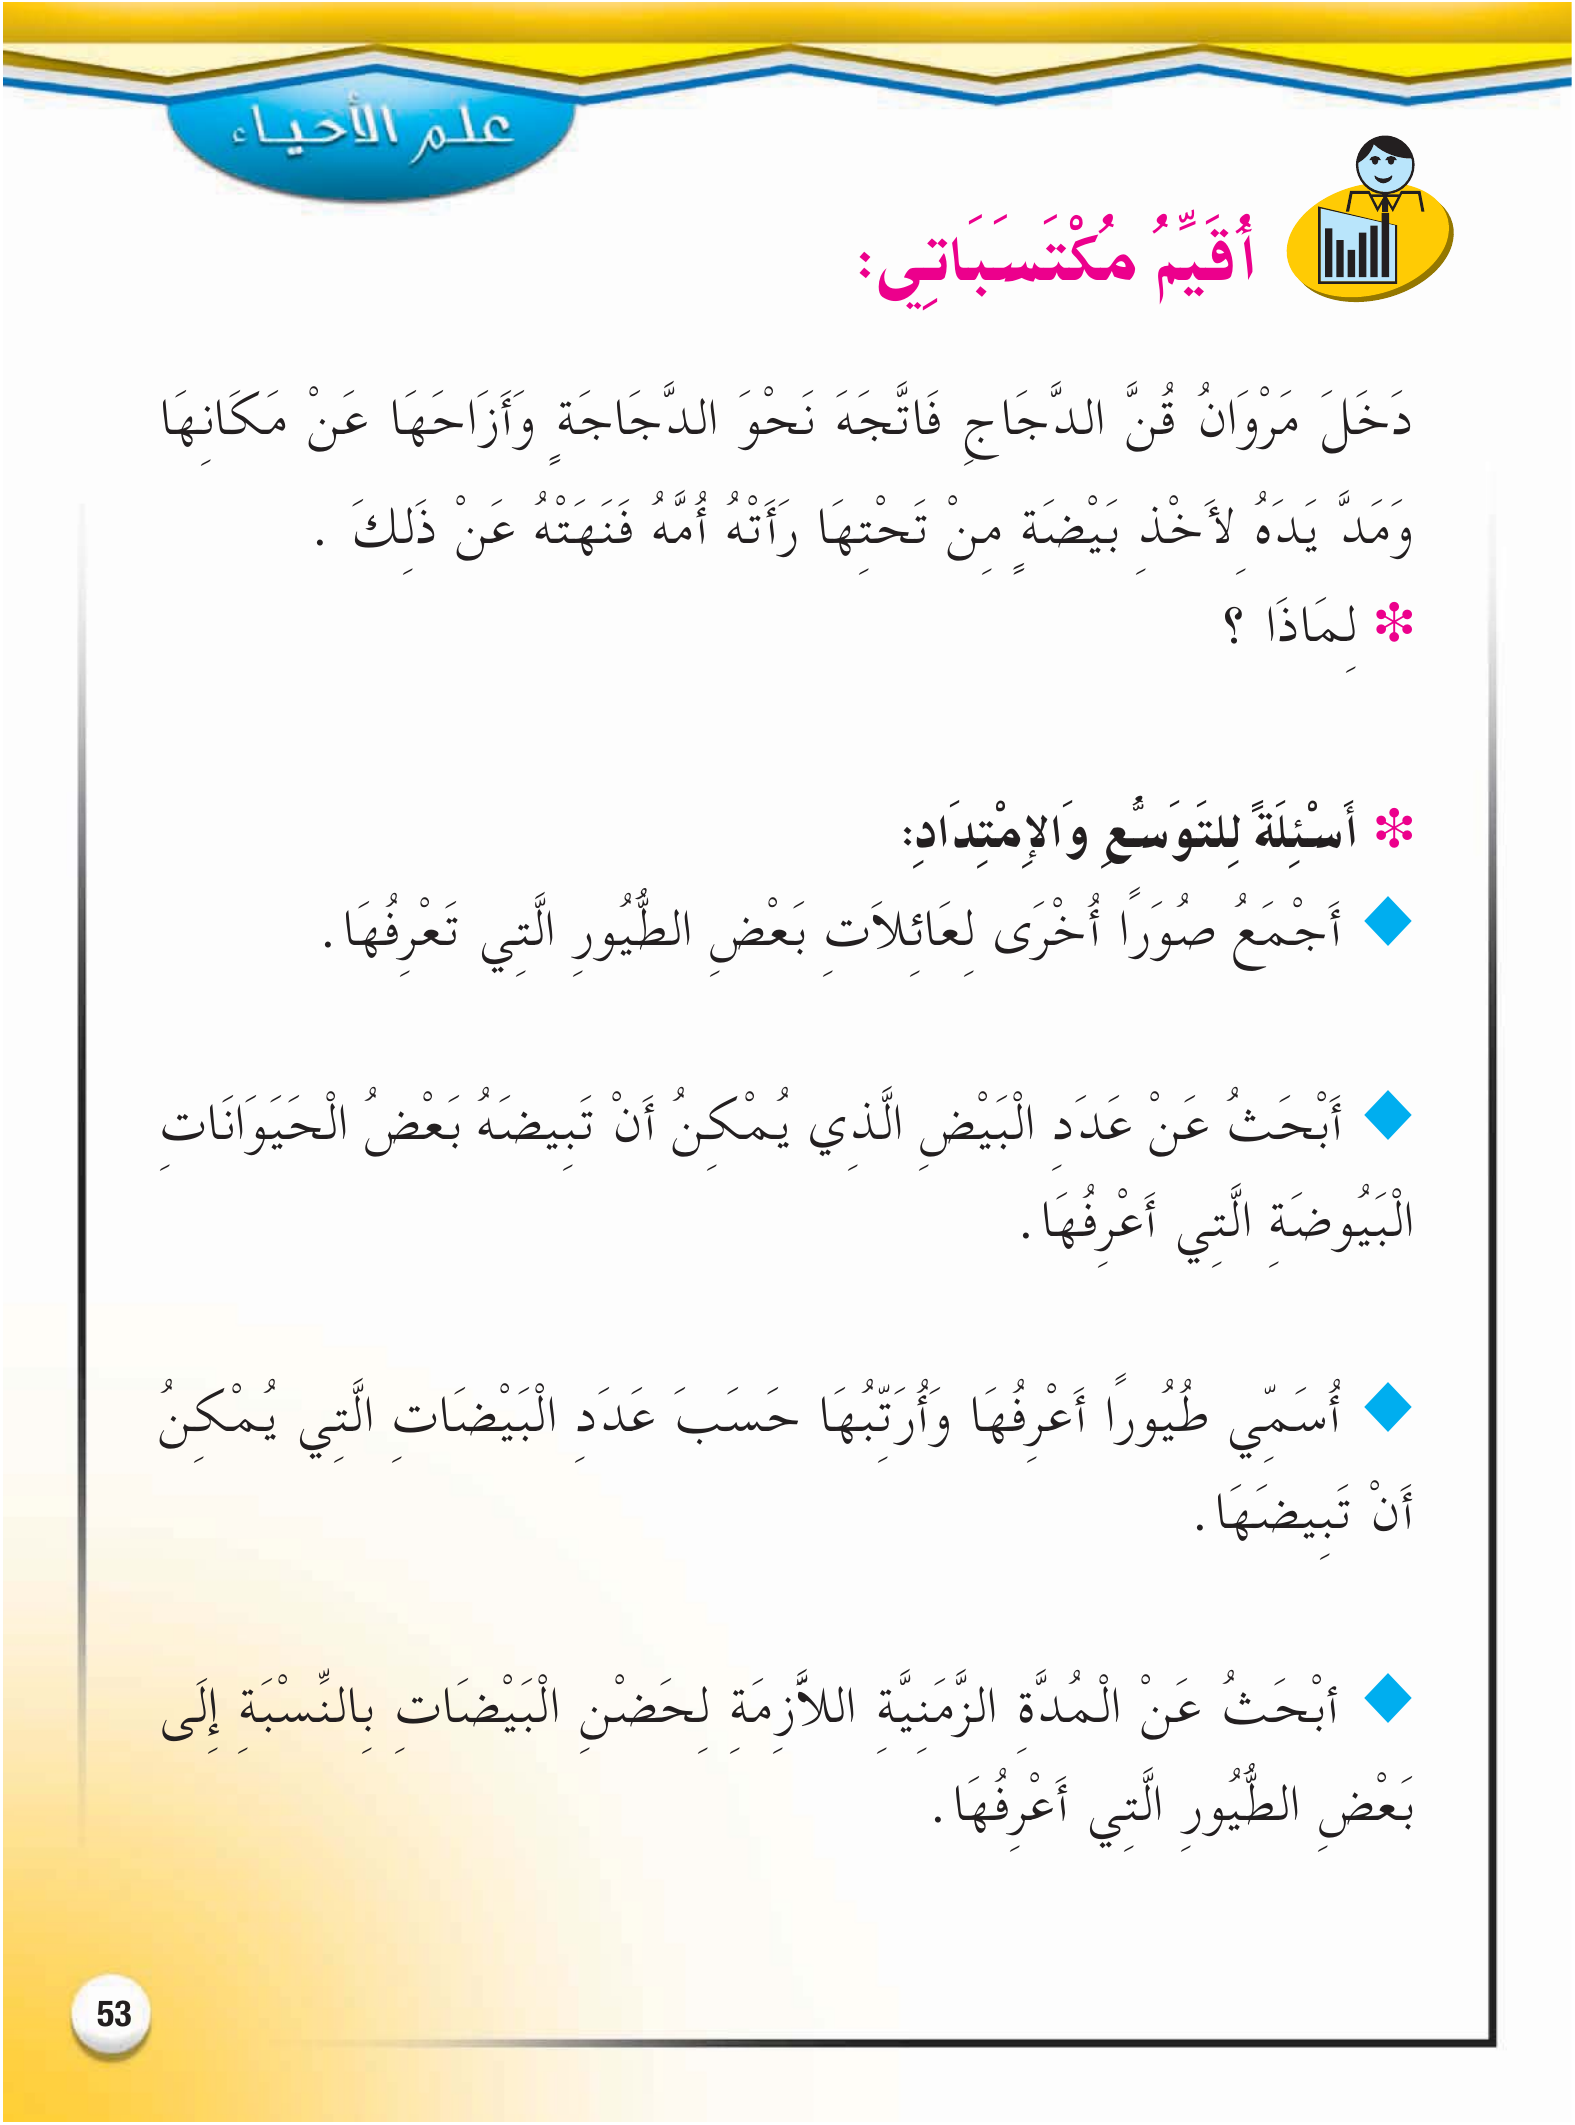 علم الأحياء
أُقَيِّمُ مُكْتَسَبَاتِي:
دَخَلَ مَرْوَانُ قُنَّ الدَّجَاجِ فَاتَّجَهَ نَحْوَ الدَّجَاجَةٍ وَأَزَاحَهَا عَنْ مَكَانِهَا
وَمَدَّ يَدَهُ لِأَخْذِ بَيْضَةٍ مِنْ تَحْتِهَا رَأَتْهُ أُمَّهُ فَنَهَتْهُ عَنْ ذَلِكَ .
لِمَاذَا ؟
أَسْئِلَةً لِلتَوَسُّعِ وَالإِمْتِدَادِ:
أَجْمَعُ صُوَرًا أُخْرَى لِعَائِلاَتِ بَعْضِ الطُّيُورِ الَّتِي تَعْرِفُهَا.
أَبْحَثُ عَنْ عَدَدِ الْبَيْضِ الَّذِي يُمْكِنُ أَنْ تَبِيضَهُ بَعْضُ الْحَيَوَانَاتِ
الْبَيُوضَةِ الَّتِي أَعْرِفُهَا.
أُسَمِّي طُيُورًا أَعْرِفُهَا وَأُرَتِّبُهَا حَسَبَ عَدَدِ الْبَيْضَاتِ الَّتِي يُمْكِنُ
أَنْ تَبِيضَهَا.
أبْحَثُ عَنْ الْمُدَّةِ الزَّمَنِيَّةِ اللاَّزِمَةِ لِحَضْنِ الْبَيْضَاتِ بِالنِّسْبَةِ إِلَى
بَعْضِ الطُّيُورِ الَّتِي أَعْرِفُهَا.
53